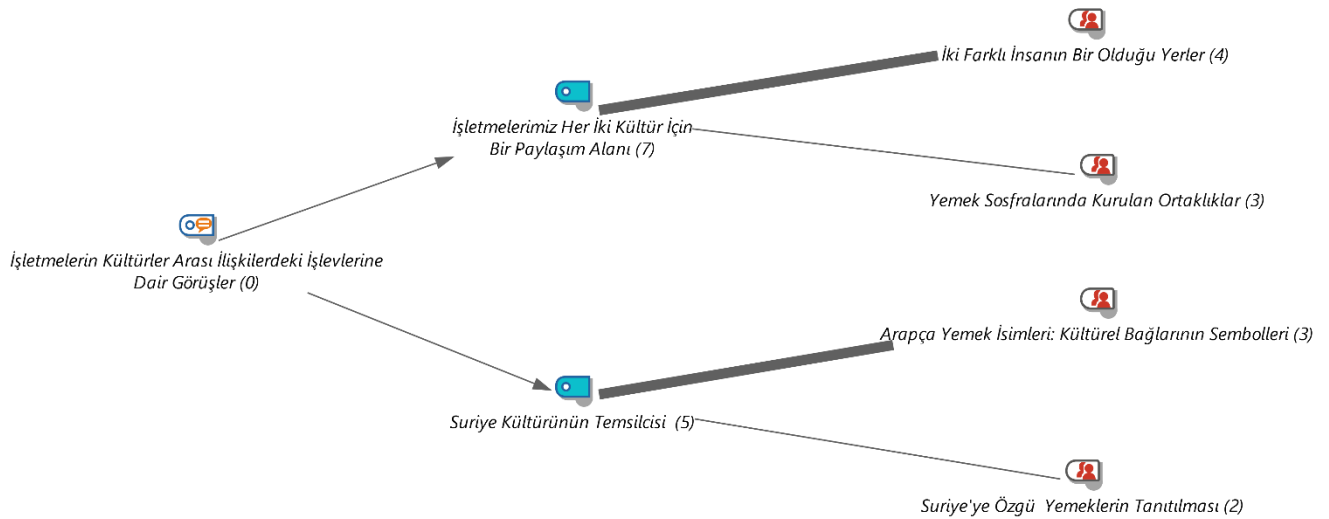 İki Farklı İnsanın Bir Olduğu Yerler (4)
İşletmelerimiz Her İki Kültür İçin
Bir Paylaşım Alanı (7)
Yemek Sosfralarında Kurulan Ortaklıklar (3)
İşletmelerin Kültürler Arası İlişkilerdeki İşlevlerine
Dair Görüşler (0)
Arapça Yemek İsimleri: Kültürel Bağlarının Sembolleri (3)
Suriye Kültürünün Temsilcisi (5)
Suriye'ye Özgü Yemeklerin Tanıtılması (2)